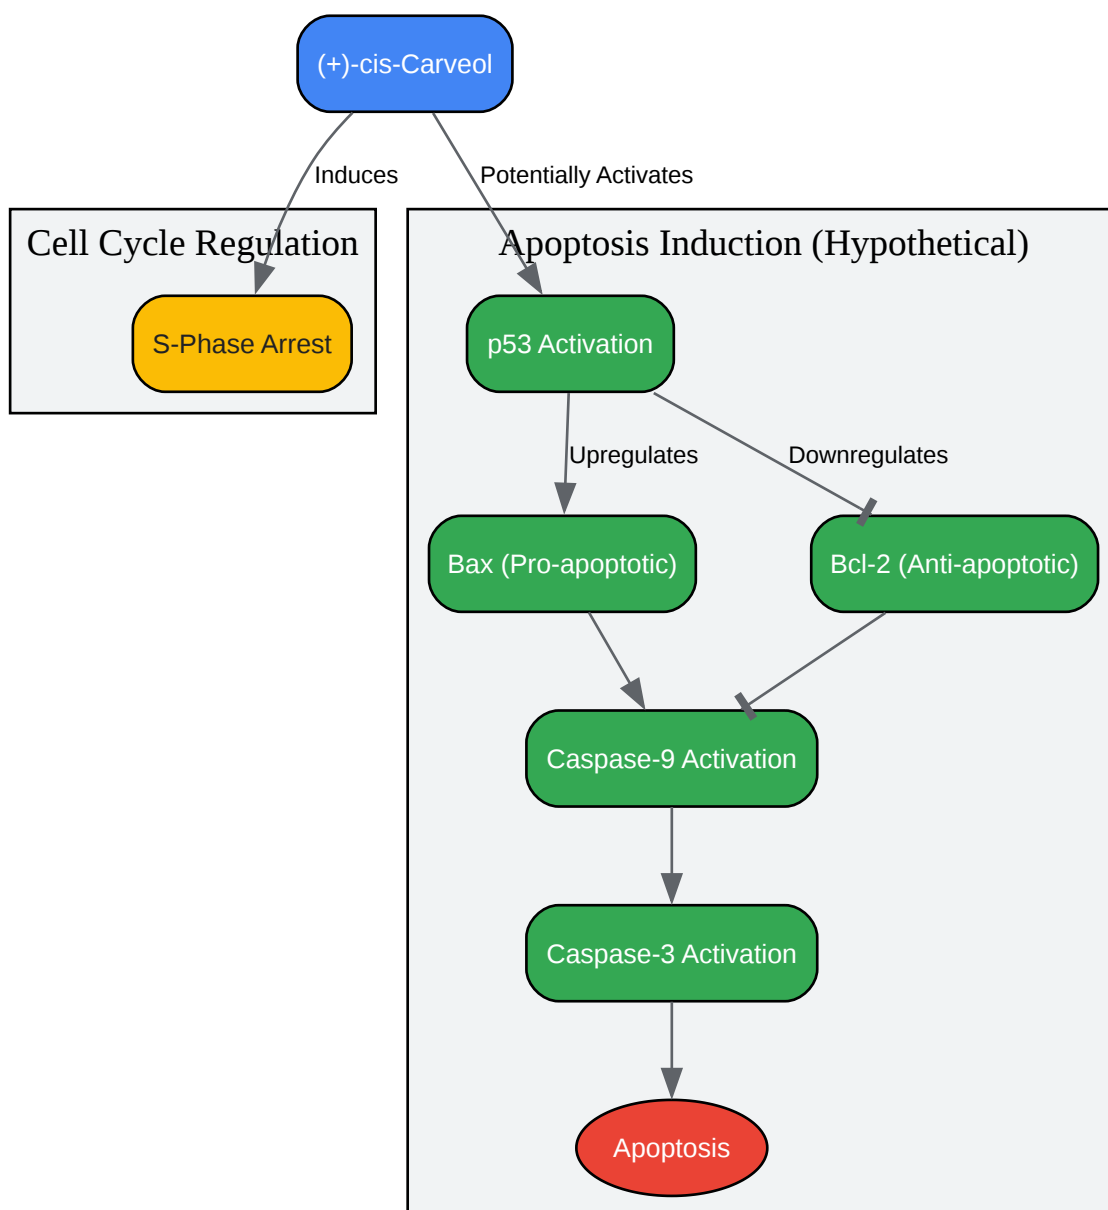 (+)-cis-Carveol
Induces
Potentially Activates
Cell Cycle Regulation
Apoptosis Induction (Hypothetical)
S-Phase Arrest
p53 Activation
Upregulates
Downregulates
Bax (Pro-apoptotic)
Bcl-2 (Anti-apoptotic)
Caspase-9 Activation
Caspase-3 Activation
Apoptosis